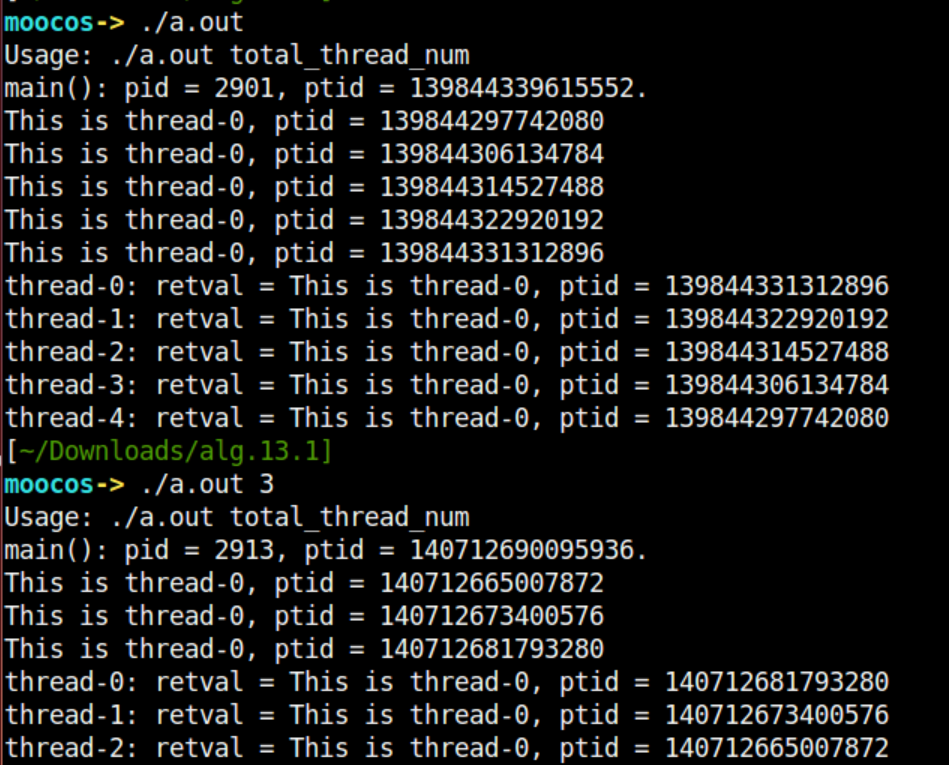 moocos-> ./a.out
Usage: ./a.out total_thread_num
main(): pid = 2901, ptid = 139844339615552.
This is thread-0, ptid = 139844297742080
This is thread-0, ptid = 139844306134784
This is thread-0, ptid = 139844314527488
This is thread-0, ptid = 139844322920192
This is thread-0, ptid = 139844331312896
thread-0: retval = This is thread-0, ptid = 139844331312896
thread-1: retval = This is thread-0, ptid = 139844322920192
thread-2: retval = This is thread-0, ptid = 139844314527488
thread-3: retval = This is thread-0, ptid = 139844306134784
thread-4: retval = This is thread-0, ptid = 139844297742080
[~/Downloads/alg.13.1]
moocos-> ./a.out 3
Usage: ./a.out total_thread_num
main(): pid = 2913, ptid = 140712690095936.
This is thread-0, ptid = 140712665007872
This is thread-0, ptid = 140712673400576
This is thread-0, ptid = 140712681793280
thread-0: retval = This is thread-0, ptid = 140712681793280
thread-1: retval = This is thread-0, ptid = 140712673400576
thread-2: retval = This is thread-0, ptid = 140712665007872